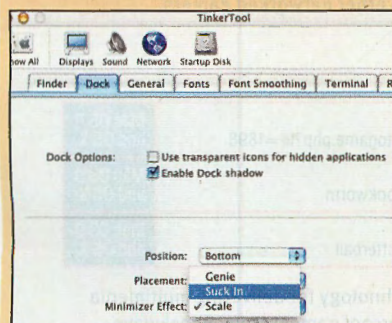 TinkerTool
ow All Displays Sound Network Startup Disk
Finder Dock General Fonts Font Smoothing Terminal R
Dock Options: Use transparent icons for hidden applications
Enable Dock shadow
Position: Bottom
Placement: Genie
Suck In
Minimizer Effect: ✓ Scale